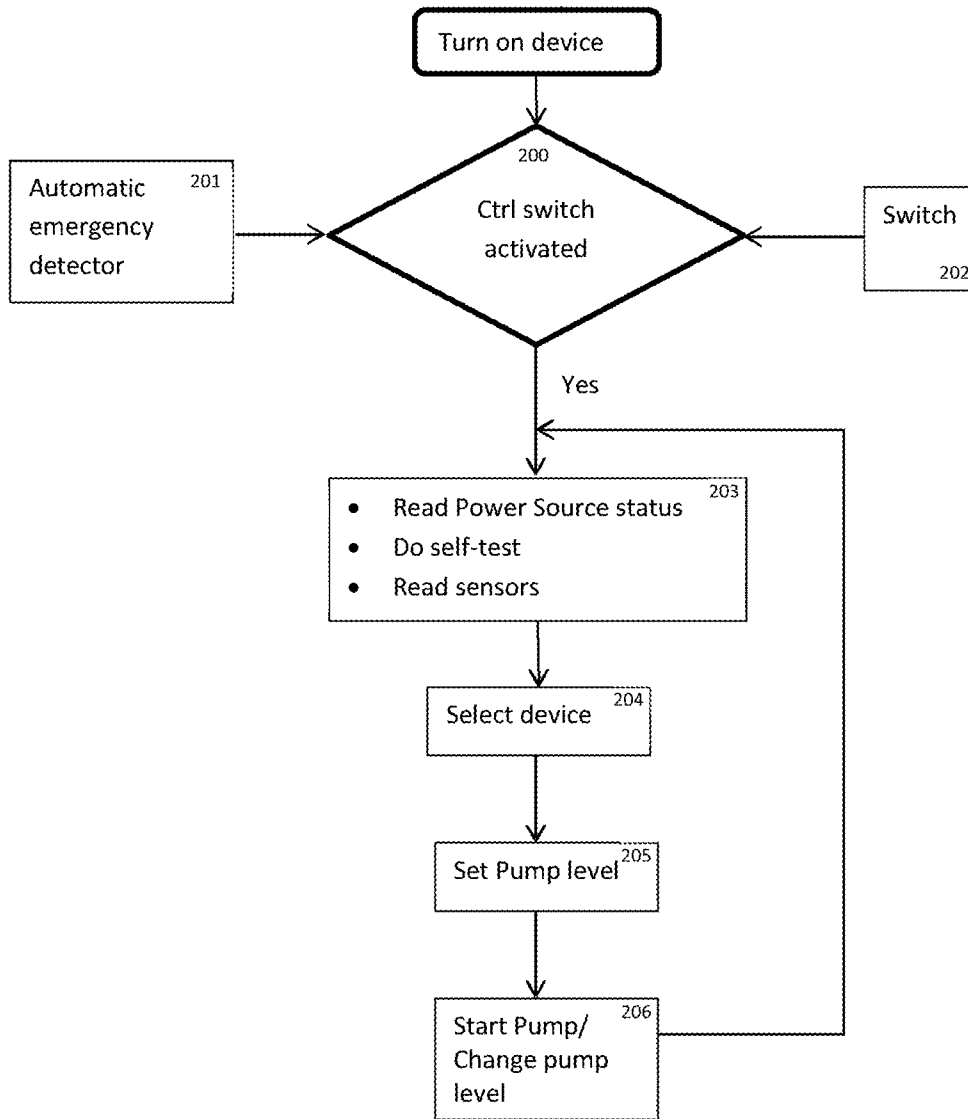 Turn on device
200
Ctrl switch
activated
201
Automatic
emergency
detector
Switch
202
Yes
203
• Read Power Source status
• Do self-test
• Read sensors
204
Select device
205
Set Pump level
206
Start Pump/
Change pump
level